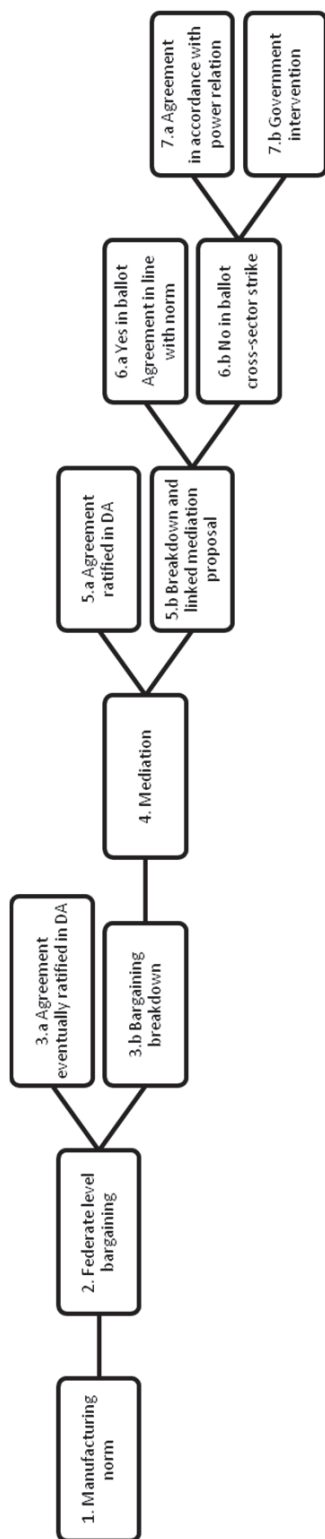 1. Manufacturing
norm
2. Federate level
bargaining
3.a Agreement
eventually ratified in DA
3.b Bargaining
breakdown
4. Mediation
5.a Agreement
ratified in DA
5.b Breakdown and
linked mediation
proposal
6.a Yes in ballot
Agreement in line
with norm
6.b No in ballot
cross-sector strike
7.a Agreement
in accordance with
power relation
7.b Government
intervention